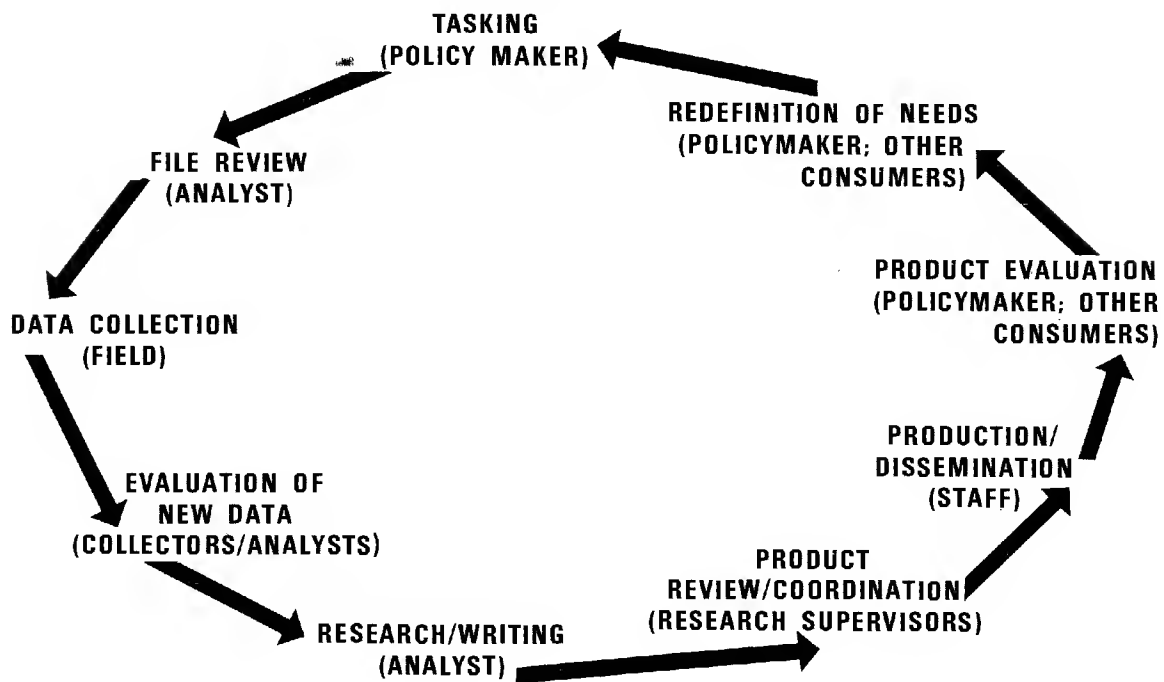 TASKING
(POLICY MAKER)
FILE REVIEW
(ANALYST)
DATA COLLECTION
(FIELD)
EVALUATION OF
NEW DATA
(COLLECTORS/ANALYSTS)
RESEARCH/WRITING
(ANALYST)
PRODUCT
REVIEW/COORDINATION
(RESEARCH SUPERVISORS)
PRODUCTION/
DISSEMINATION
(STAFF)
PRODUCT EVALUATION
(POLICYMAKER; OTHER
CONSUMERS)
REDEFINITION OF NEEDS
(POLICYMAKER; OTHER
CONSUMERS)